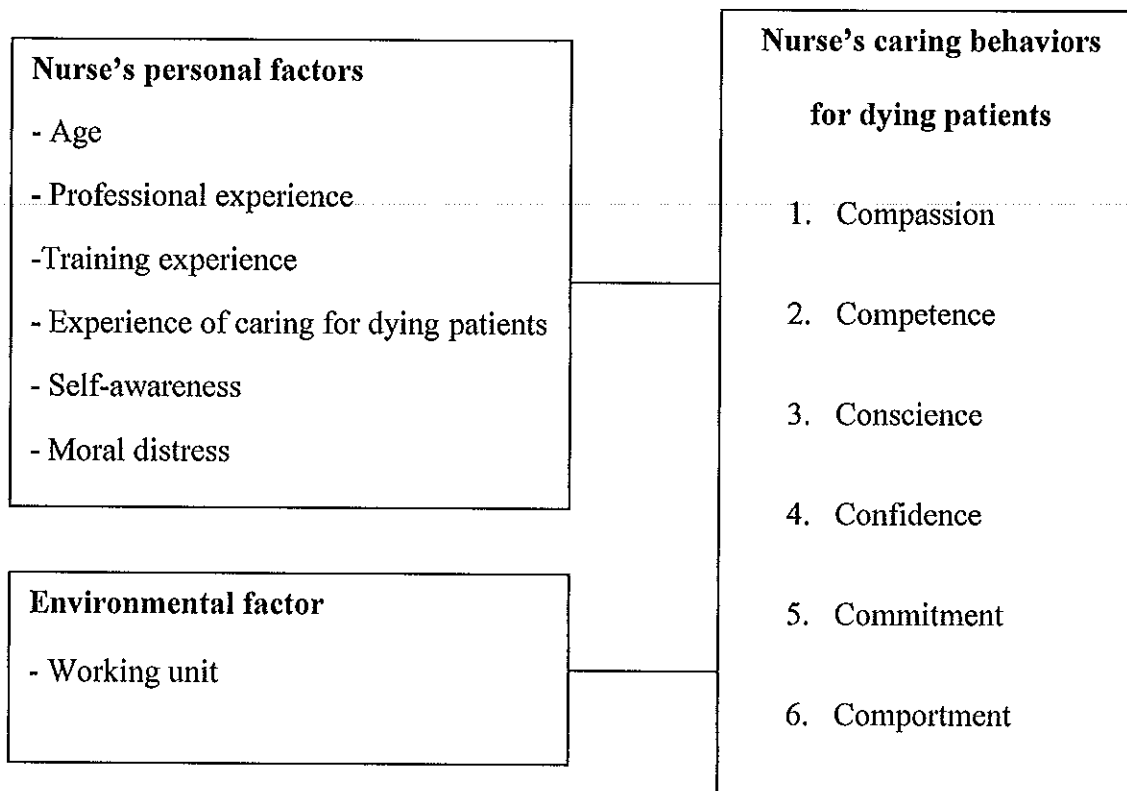 Nurse's personal factors
- Age
- Professional experience
-Training experience
- Experience of caring for dying patients
- Self-awareness
- Moral distress
Environmental factor
- Working unit
Nurse's caring behaviors
for dying patients
1. Compassion
2. Competence
3. Conscience
4. Confidence
5. Commitment
6. Comportment